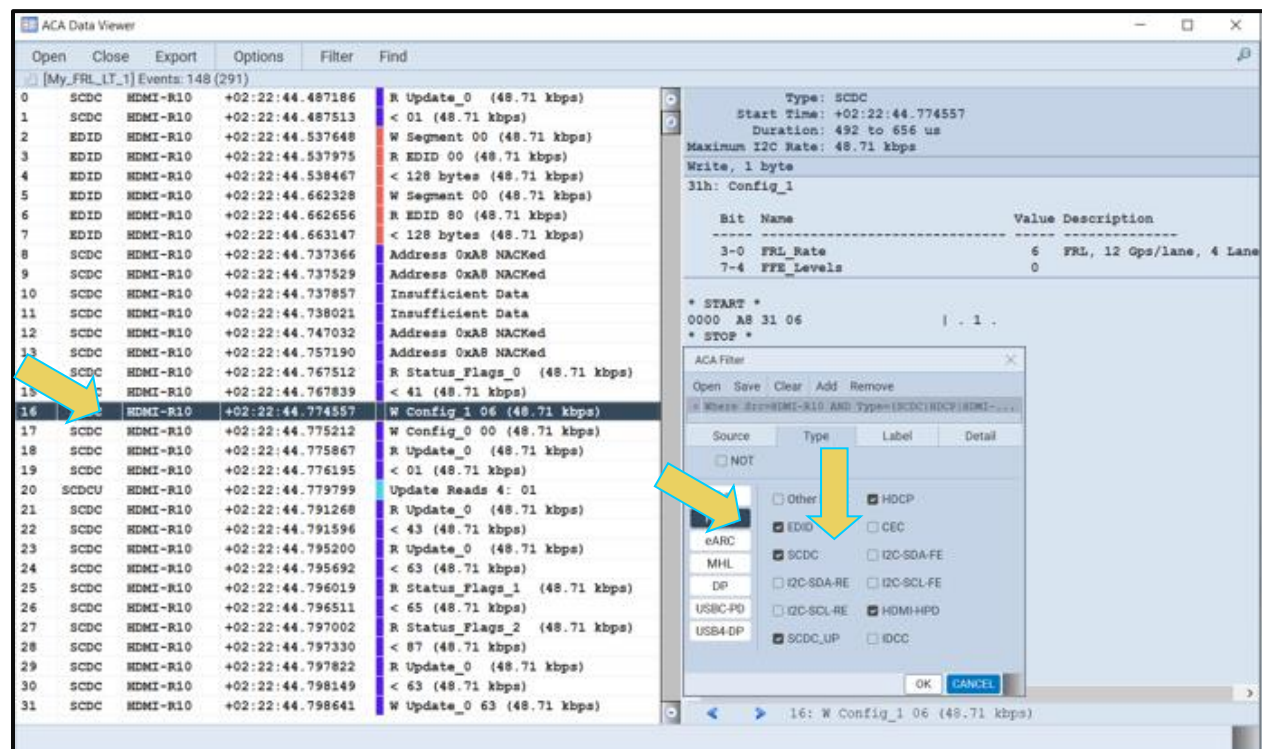 ACA Data Viewer
Open Close Export Options Filter Find
[My_FRL_LT_1] Events: 148 (291)
0 SCDC HDMI-R10 +02:22:44.487186 R Update_0 (48.71 kbps)
1 SCDC HDMI-R10 +02:22:44.487513 < 01 (48.71 kbps)
2 EDID HDMI-R10 +02:22:44.537648 W Segment 00 (48.71 kbps)
3 EDID HDMI-R10 +02:22:44.537975 R EDID 00 (48.71 kbps)
4 EDID HDMI-R10 +02:22:44.538467 < 128 bytes (48.71 kbps)
5 EDID HDMI-R10 +02:22:44.662328 W Segment 00 (48.71 kbps)
6 EDID HDMI-R10 +02:22:44.662656 R EDID 80 (48.71 kbps)
7 EDID HDMI-R10 +02:22:44.663147 < 128 bytes (48.71 kbps)
8 SCDC HDMI-R10 +02:22:44.737366 Address 0xA8 NACKed
9 SCDC HDMI-R10 +02:22:44.737529 Address 0xA8 NACKed
10 SCDC HDMI-R10 +02:22:44.737857 Insufficient Data
11 SCDC HDMI-R10 +02:22:44.738021 Insufficient Data
12 SCDC HDMI-R10 +02:22:44.747032 Address 0xA8 NACKed
13 SCDC HDMI-R10 +02:22:44.757190 Address 0xA8 NACKed
SCDC HDMI-R10 +02:22:44.767512 R Status_Flags_0 (48.71 kbps)
15 HDMI-R10 +02:22:44.767839 < 41 (48.71 kbps)
16 HDMI-R10 +02:22:44.774557 W Config_1 06 (48.71 kbps)
17 SCDC HDMI-R10 +02:22:44.775212 W Config_0 00 (48.71 kbps)
18 SCDC HDMI-R10 +02:22:44.775867 R Update_0 (48.71 kbps)
19 SCDC HDMI-R10 +02:22:44.776195 < 01 (48.71 kbps)
20 SCDCU HDMI-R10 +02:22:44.779799 Update Reads 4: 01
21 SCDC HDMI-R10 +02:22:44.791268 R Update_0 (48.71 kbps)
22 SCDC HDMI-R10 +02:22:44.791596 < 43 (48.71 kbps)
23 SCDC HDMI-R10 +02:22:44.795200 R Update_0 (48.71 kbps)
24 SCDC HDMI-R10 +02:22:44.795692 < 63 (48.71 kbps)
25 SCDC HDMI-R10 +02:22:44.796019 R Status_Flags_1 (48.71 kbps)
26 SCDC HDMI-R10 +02:22:44.796511 < 65 (48.71 kbps)
27 SCDC HDMI-R10 +02:22:44.797002 R Status_Flags_2 (48.71 kbps)
28 SCDC HDMI-R10 +02:22:44.797330 < 87 (48.71 kbps)
29 SCDC HDMI-R10 +02:22:44.797822 R Update_0 (48.71 kbps)
30 SCDC HDMI-R10 +02:22:44.798149 < 63 (48.71 kbps)
31 SCDC HDMI-R10 +02:22:44.798641 W Update_0 63 (48.71 kbps)
Type: SCDC
Start Time: +02:22:44.774557
Duration: 492 to 656 us
Maximum I2C Rate: 48.71 kbps
Write, 1 byte
31h: Config_1
Bit Name Value Description
3-0 FRL_Rate 6 FRL, 12 Gps/lane, 4 Lane
7-4 FFE_Levels 0
* START *
0000 A8 31 06 | . 1 .
* STOP *
ACA Filter
Open Save Clear Add Remove
Where Src=HDMI-R10 AND Type=(SCDC|HDCP|HDMI-...
Source Type Label Detail
NOT
Other HDCP
EDID CEC
eARC
SCDC I2C-SDA-FE
MHL
DP I2C-SDA-RE I2C-SCL-FE
USBC-PD I2C-SCL-RE HDMI-HPD
USB4-DP SCDC_UP IDCC
OK CANCEL
16: W Config_1 06 (48.71 kbps)